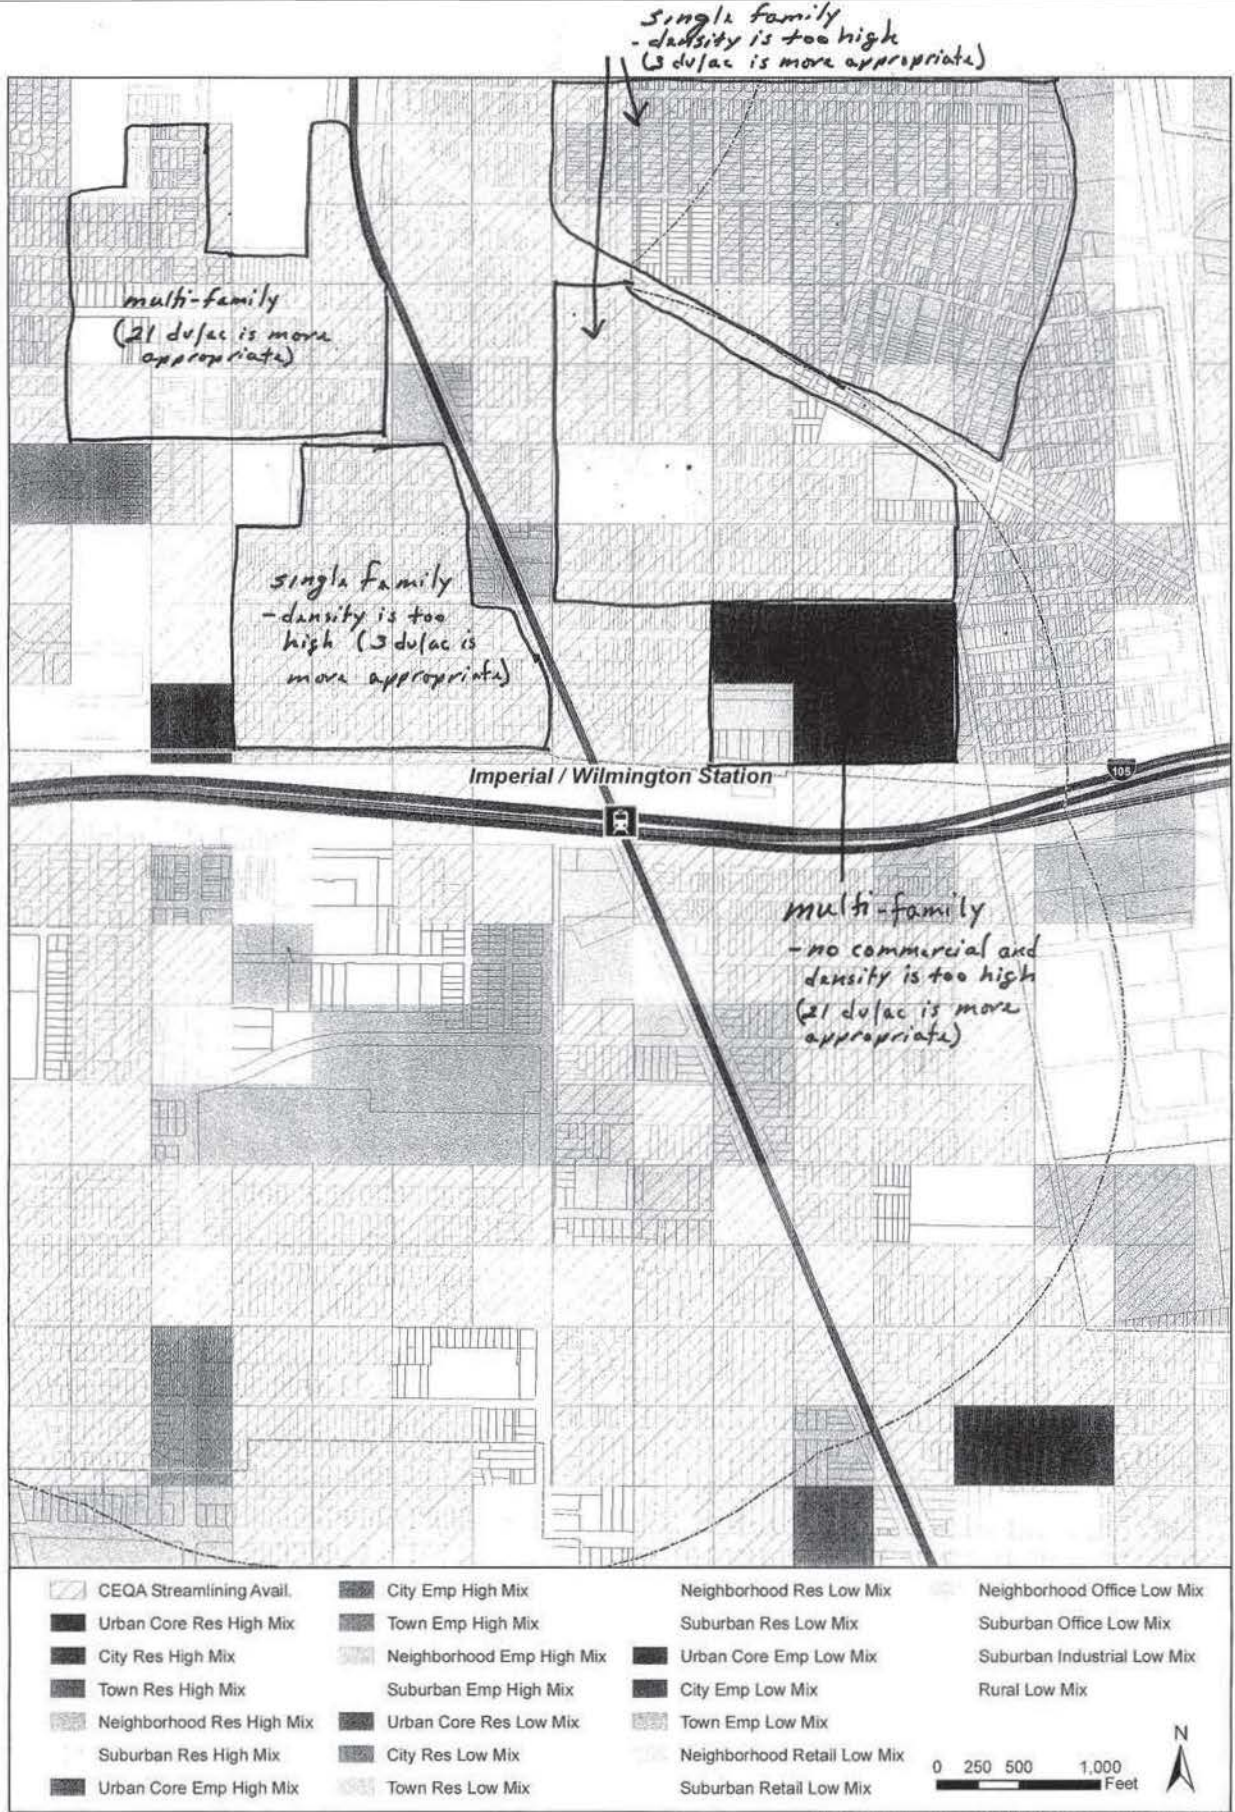 single family
- density is too high
(3 du/ac is more appropriate)
multi-family
(21 du/ac is more
appropriate)
single family
- density is too
high (3 du/ac is
more appropriate)
Imperial / Wilmington Station
105
multi-family
- no commercial and
density is too high
(21 du/ac is more
appropriate)
CEQA Streamlining Avail.
Urban Core Res High Mix
City Res High Mix
Town Res High Mix
Neighborhood Res High Mix
Suburban Res High Mix
Urban Core Emp High Mix
City Emp High Mix
Town Emp High Mix
Neighborhood Emp High Mix
Suburban Emp High Mix
Urban Core Res Low Mix
City Res Low Mix
Town Res Low Mix
Neighborhood Res Low Mix
Suburban Res Low Mix
Urban Core Emp Low Mix
City Emp Low Mix
Town Emp Low Mix
Neighborhood Retail Low Mix
Suburban Retail Low Mix
Neighborhood Office Low Mix
Suburban Office Low Mix
Suburban Industrial Low Mix
Rural Low Mix
N
0 250 500 1,000
Feet